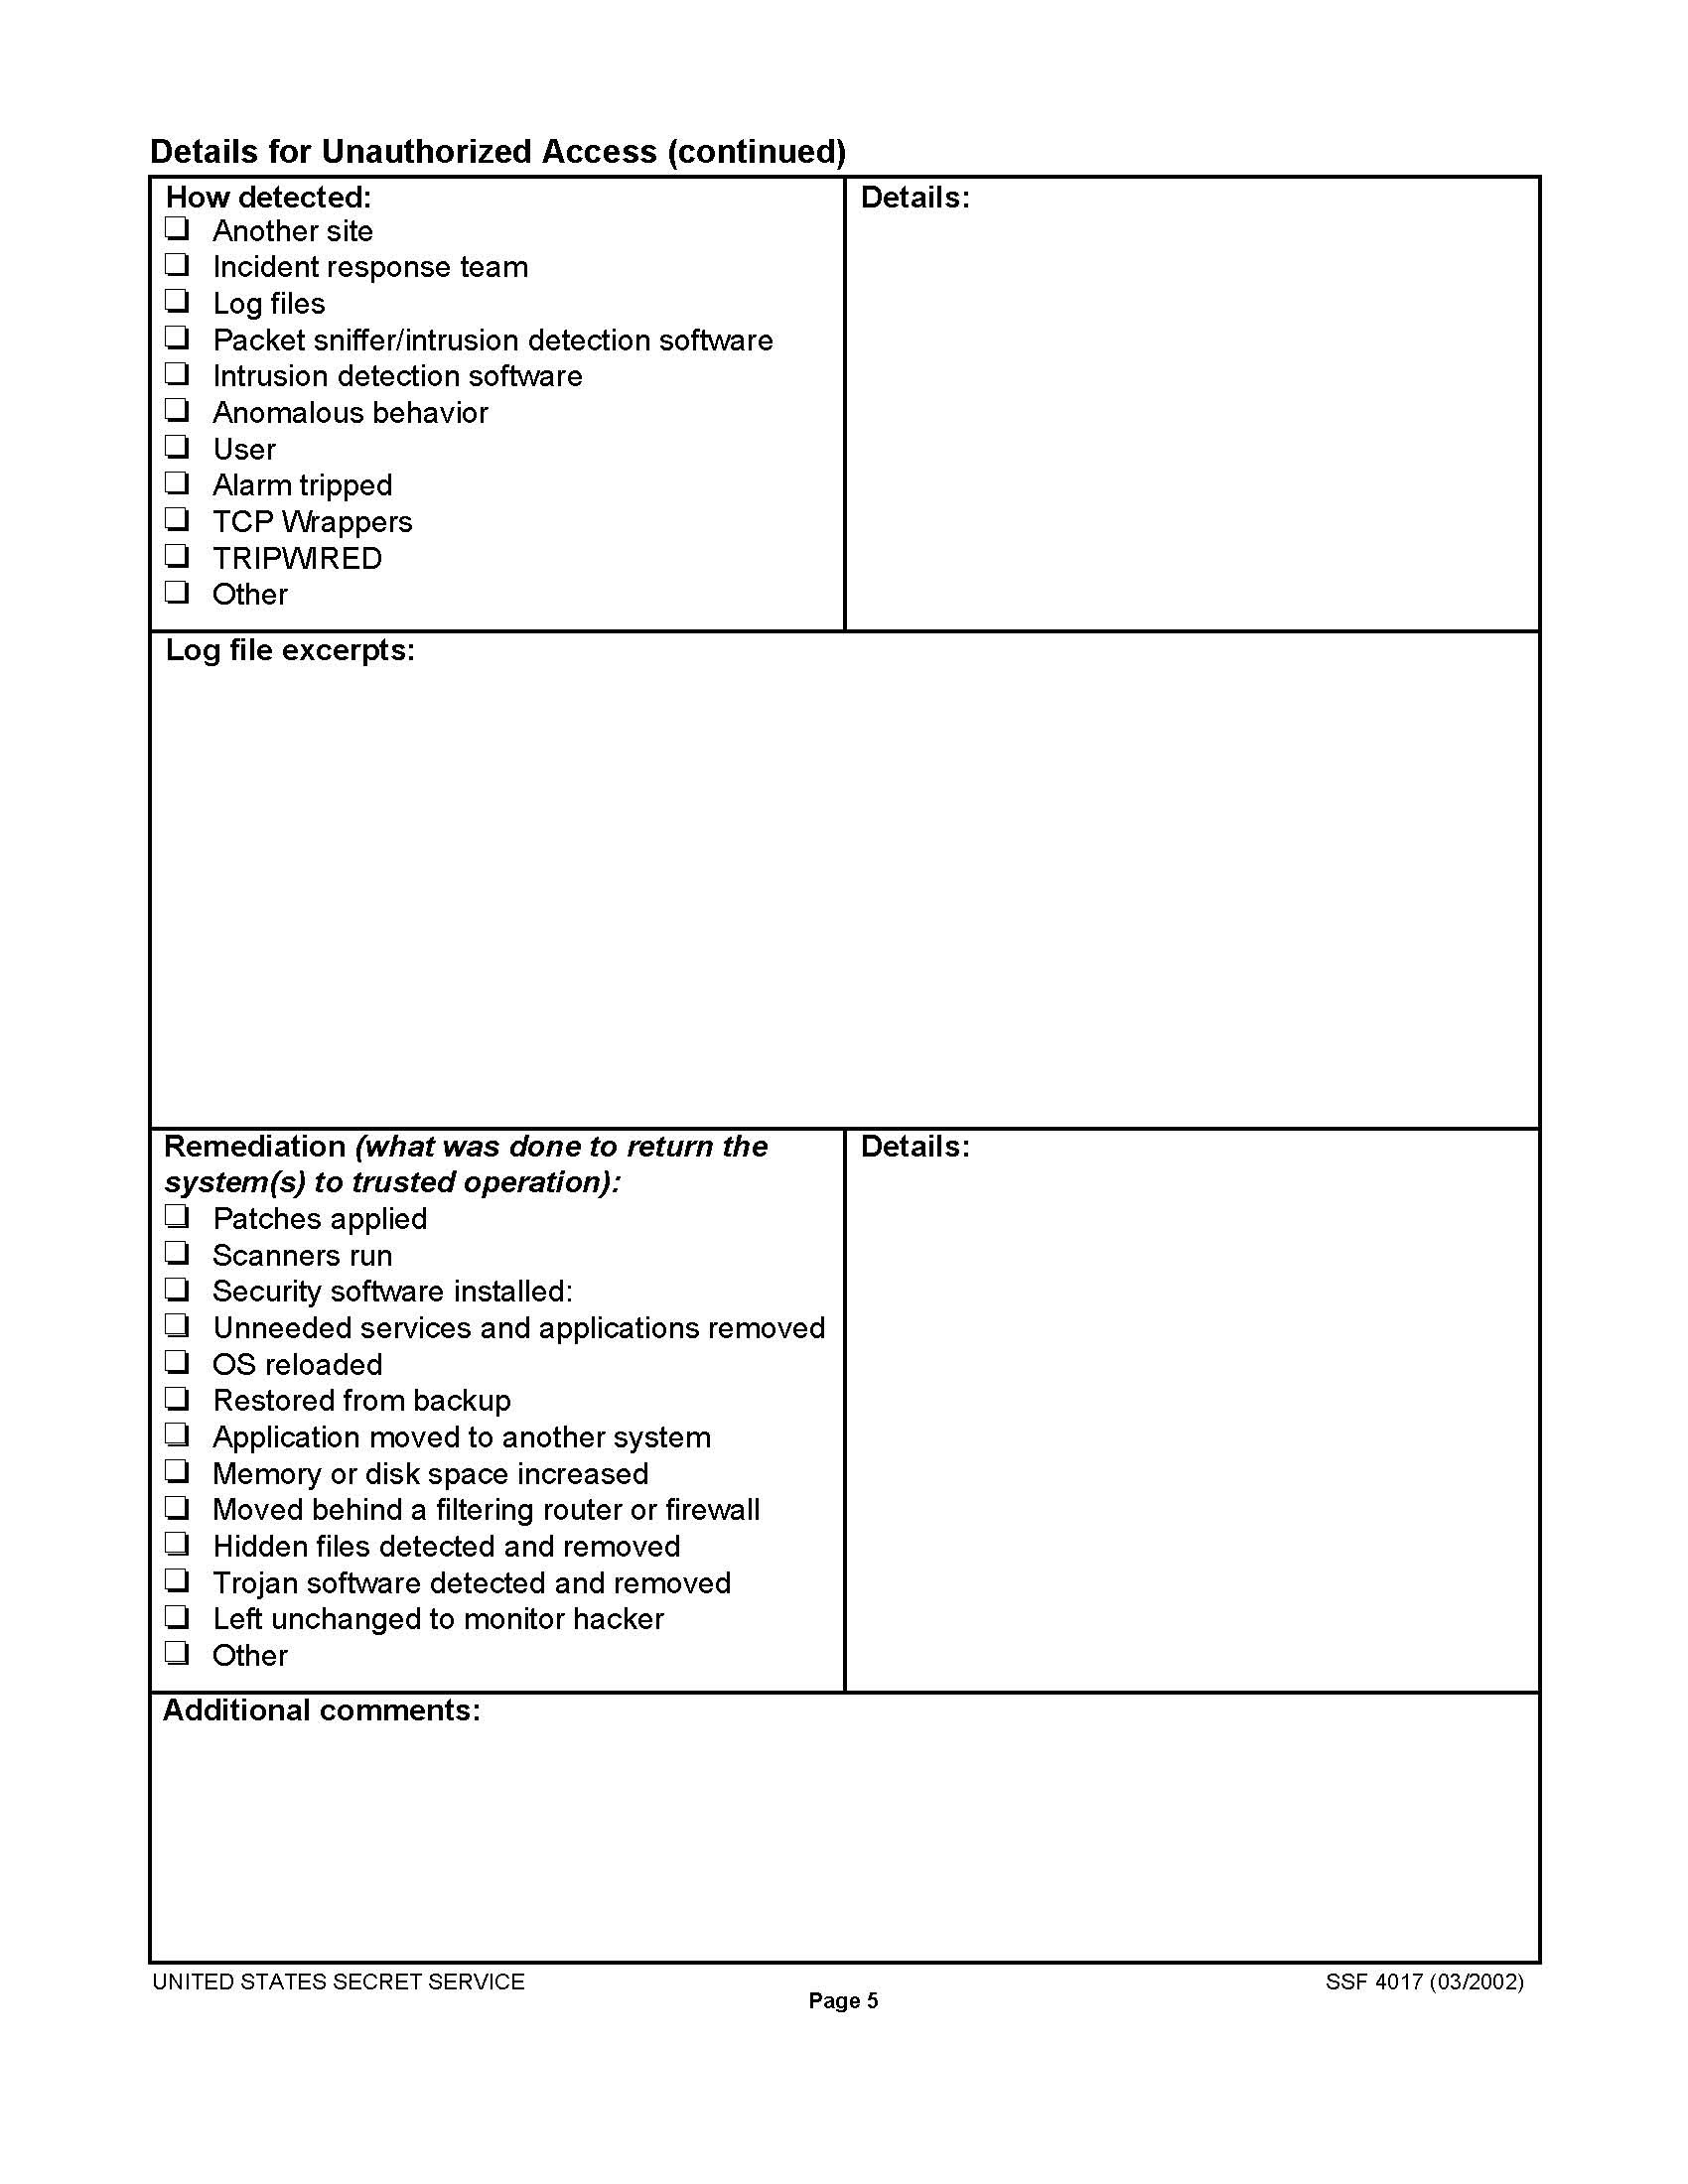 Details for Unauthorized Access (continued)
How detected:
Another site
Incident response team
Log files
Packet sniffer/intrusion detection software
Intrusion detection software
Anomalous behavior
User
Alarm tripped
TCP Wrappers
TRIPWIRED
Other
Details:
Log file excerpts:
Remediation (what was done to return the
system(s) to trusted operation):
Patches applied
Scanners run
Security software installed:
Unneeded services and applications removed
OS reloaded
Restored from backup
Application moved to another system
Memory or disk space increased
Moved behind a filtering router or firewall
Hidden files detected and removed
Trojan software detected and removed
Left unchanged to monitor hacker
Other
Details:
Additional comments:
UNITED STATES SECRET SERVICE
SSF 4017 (03/2002)
Page 5